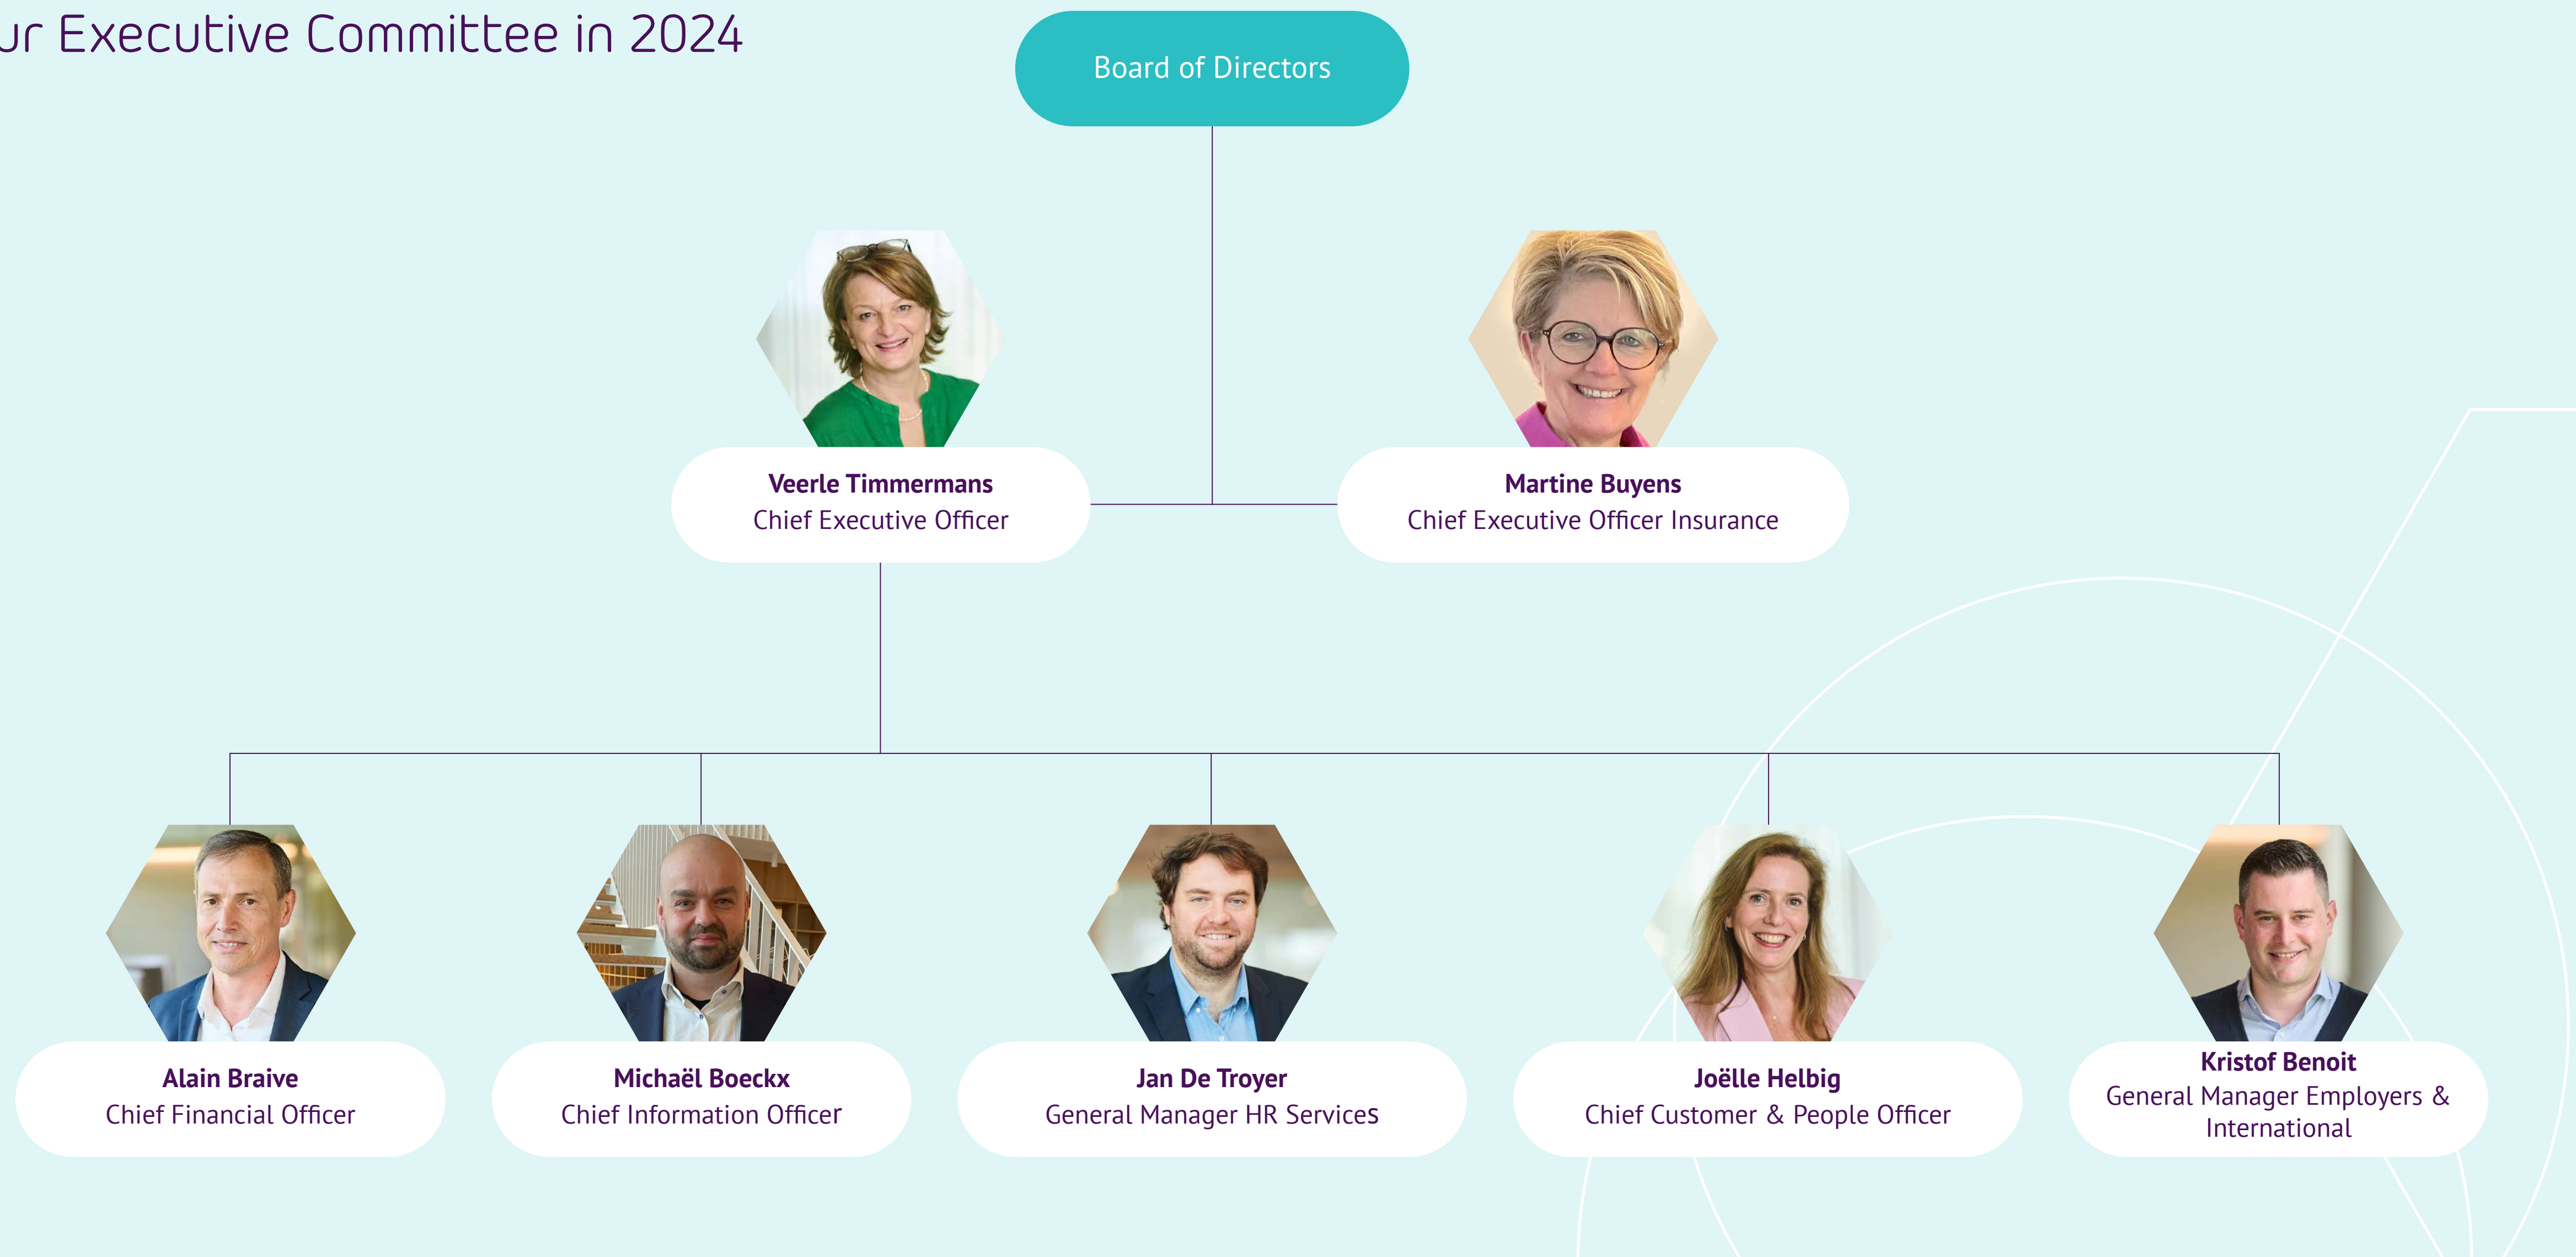 ur Executive Committee in 2024
Board of Directors
Veerle Timmermans
Chief Executive Officer
Martine Buyens
Chief Executive Officer Insurance
Alain Braive
Chief Financial Officer
Michaël Boeckx
Chief Information Officer
Jan De Troyer
General Manager HR Services
Joëlle Helbig
Chief Customer & People Officer
Kristof Benoit
General Manager Employers &
International